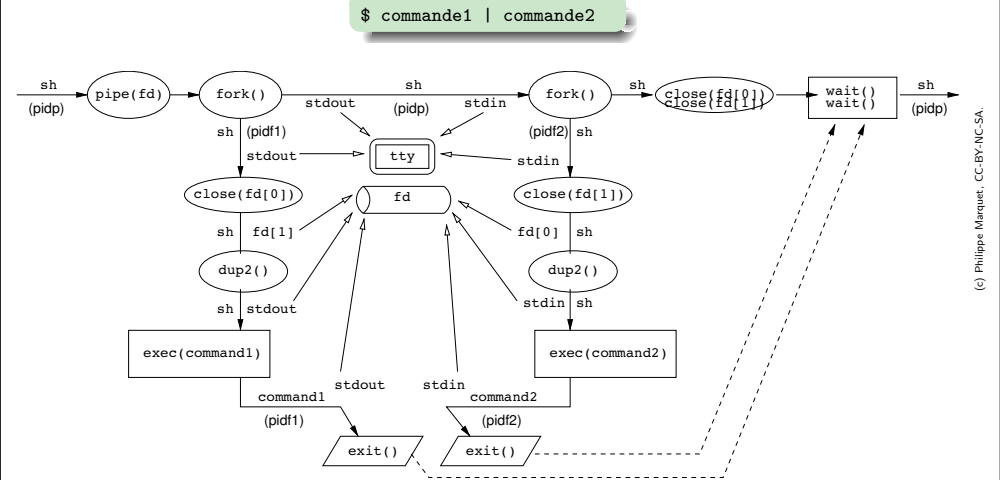 $ commande1 | commande2
sh sh sh sh
pipe(fd) fork() fork() close(fd[0]) wait()
close(fd[1]) wait()
(pidp) stdout (pidp) stdin (pidp)
sh (pidf1) (pidf2) sh
stdout tty stdin
close(fd[0]) fd close(fd[1])
sh fd[1] fd[0] sh
dup2() dup2()
sh stdout stdin sh
exec(command1) exec(command2)
stdout stdin
command1 command2
(pidf1) (pidf2)
exit() exit()
(c) Philippe Marquet, CC-BY-NC-SA.